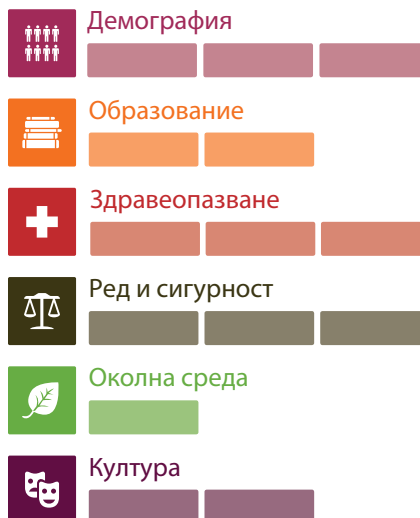 Демография
Образование
Здравеопазване
Ред и сигурност
Околна среда
Култура